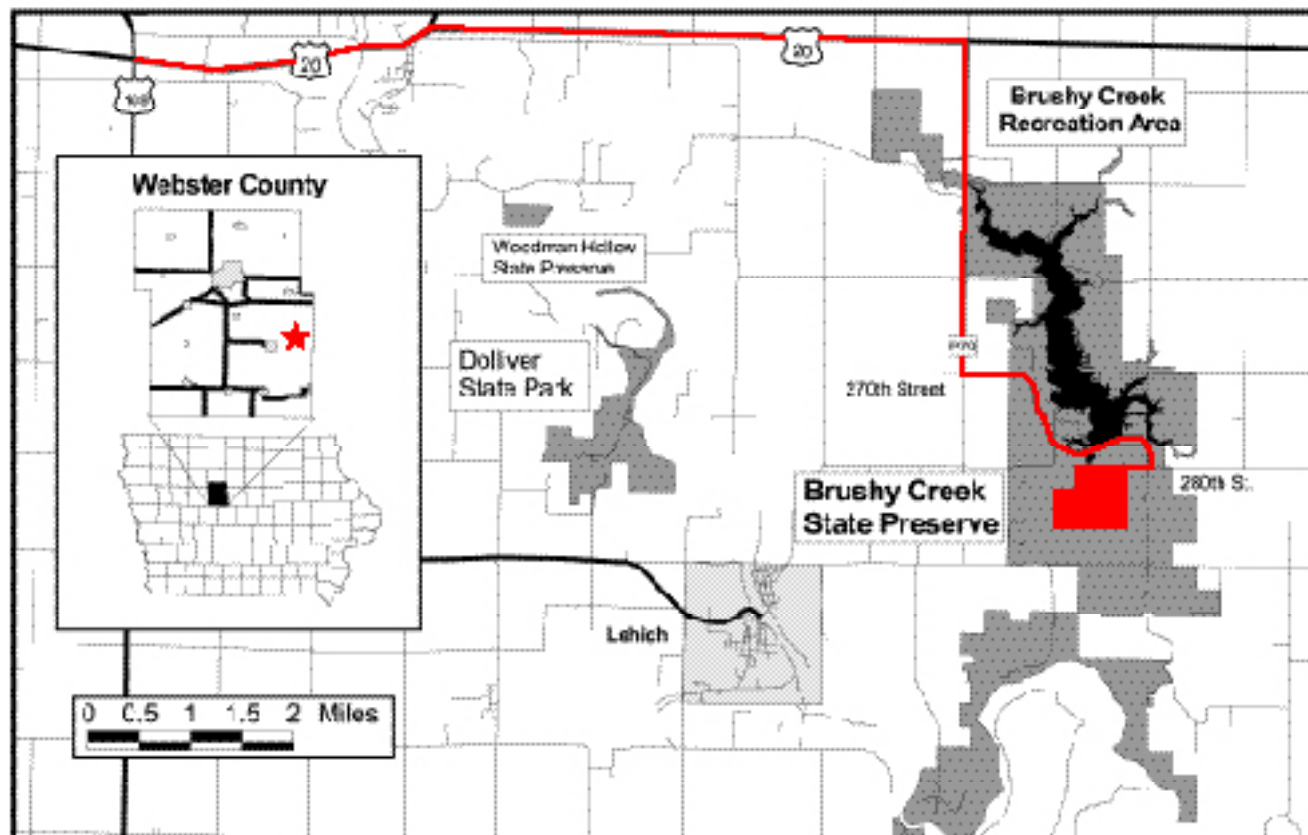 20
20
169
Brushy Creek
Recreation Area
Webster County
Woodman Hollow
State Preserve
Dolliver
State Park
270th Street
Brushy Creek
State Preserve
280th St.
Lehigh
0 0.5 1 1.5 2 Miles